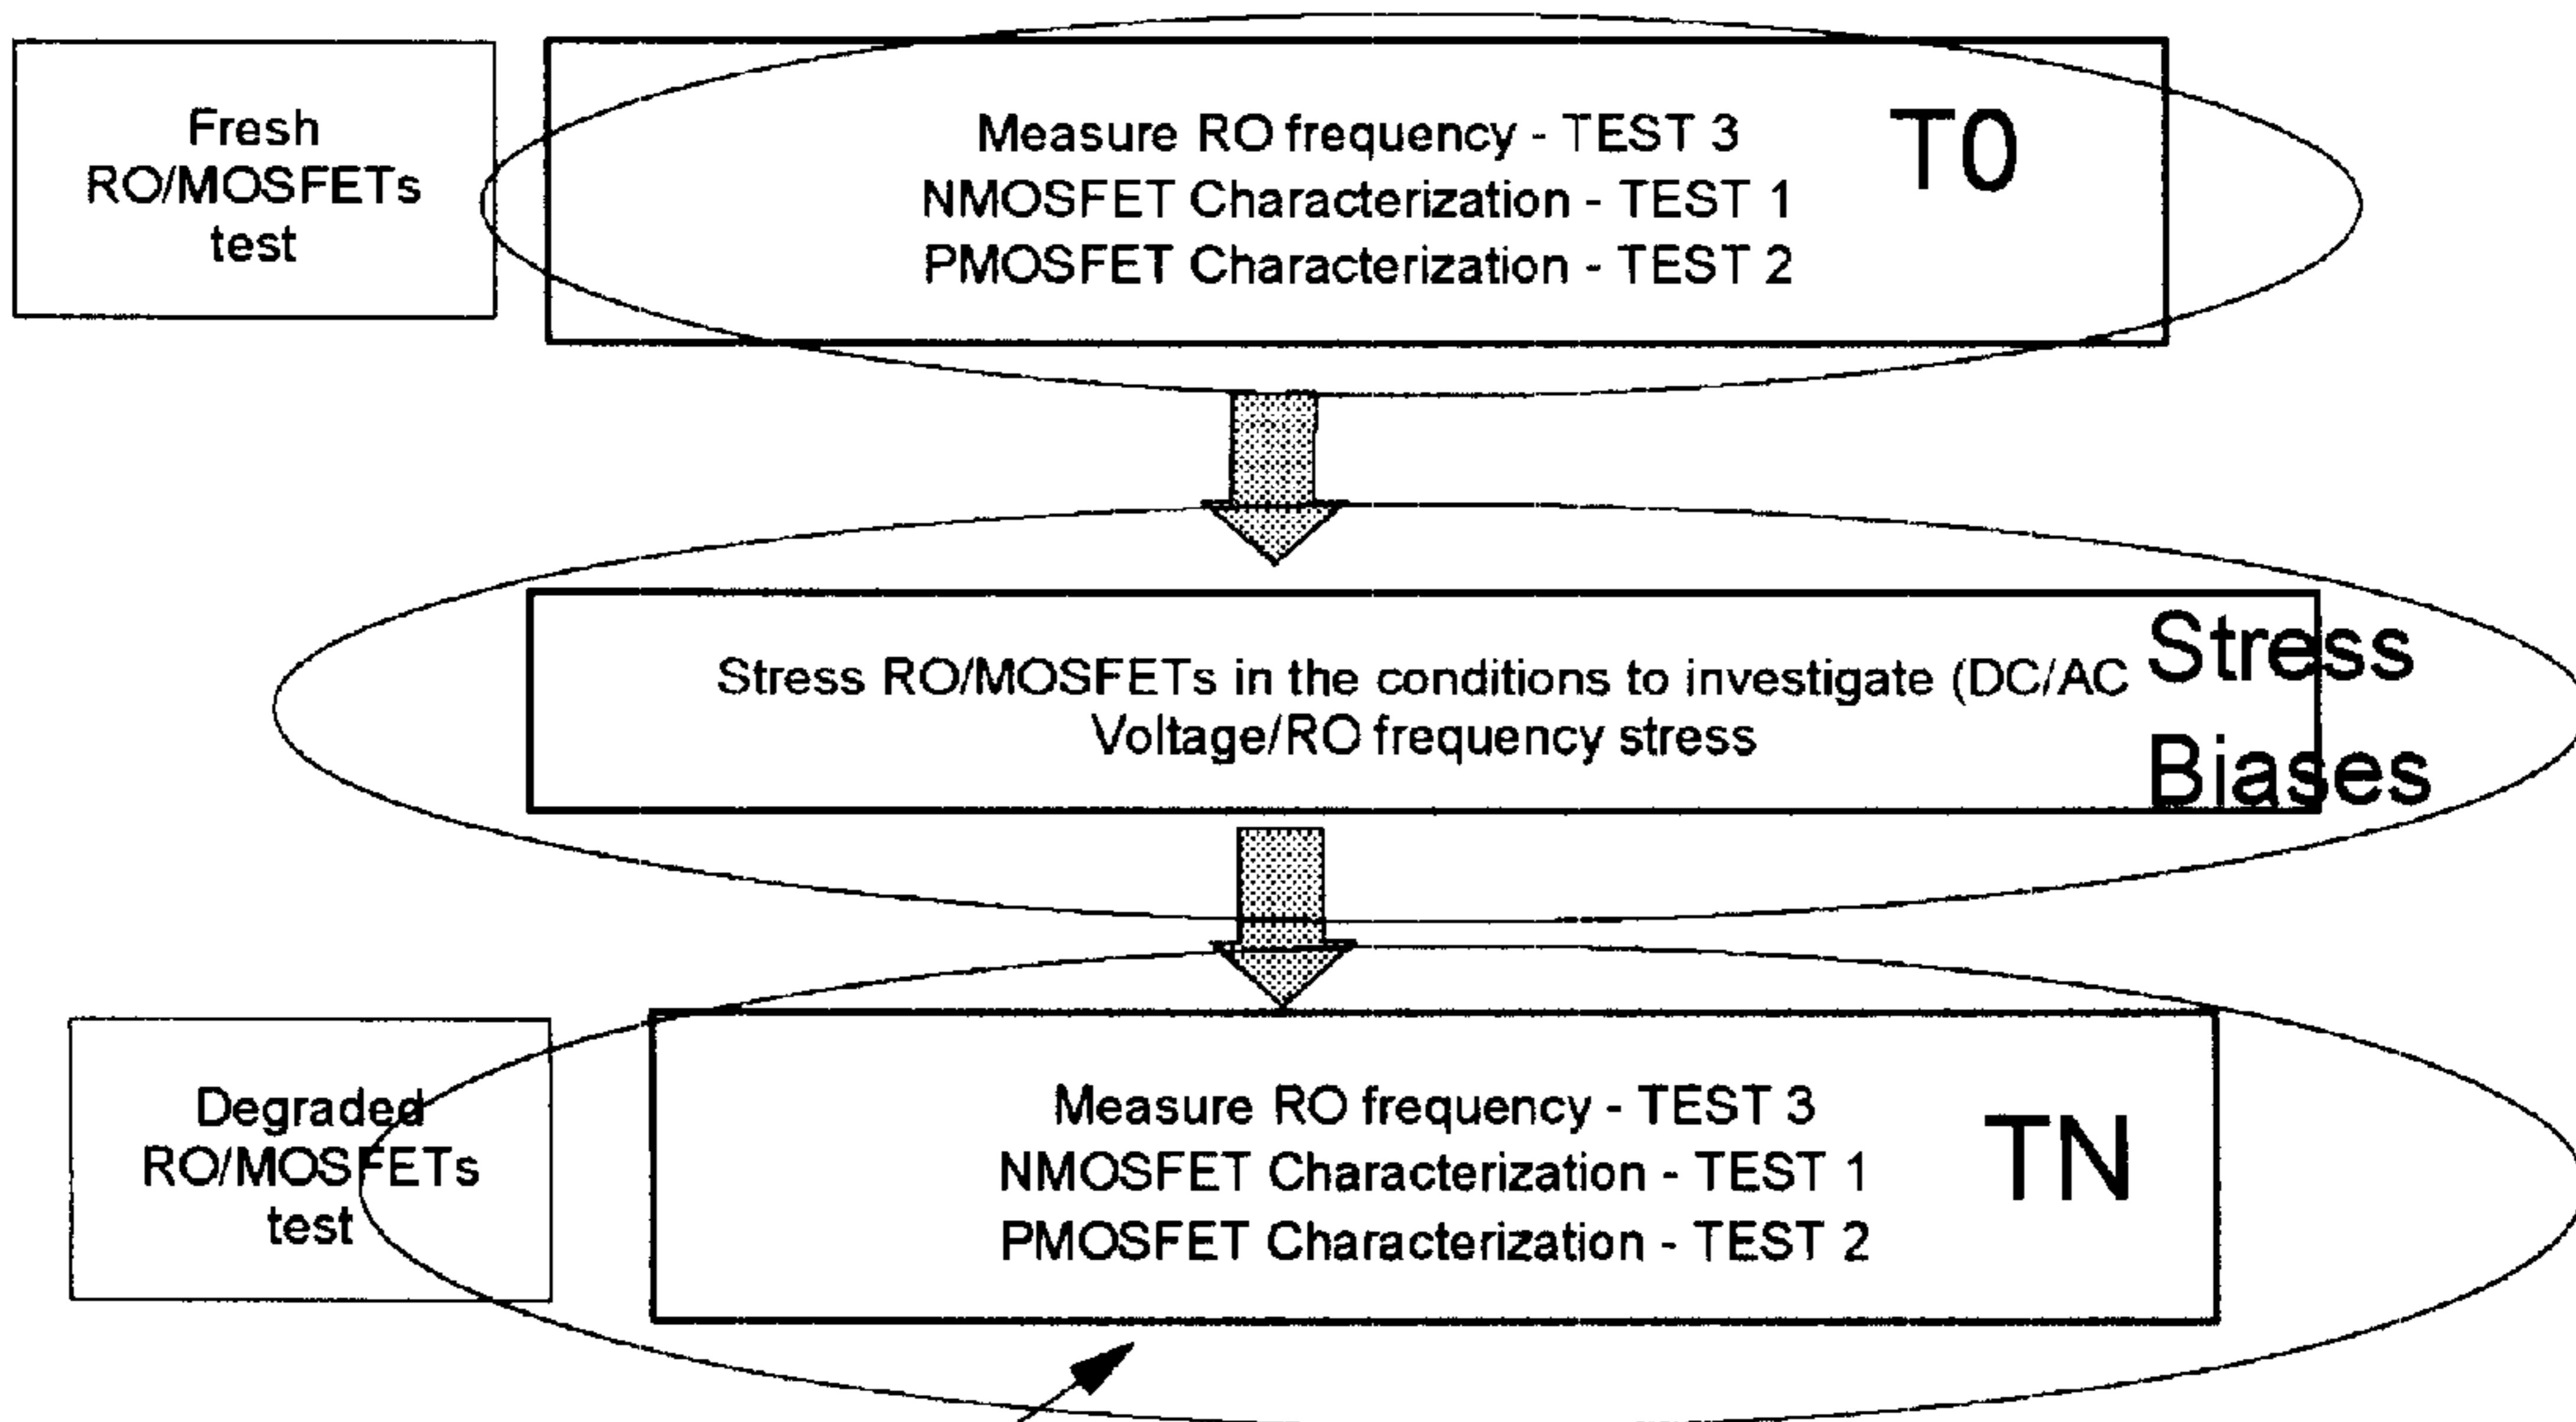 Fresh
RO/MOSFETs
test
Measure RO frequency - TEST 3
NMOSFET Characterization - TEST 1
PMOSFET Characterization - TEST 2
T0
Stress RO/MOSFETs in the conditions to investigate (DC/AC
Voltage/RO frequency stress
Stress
Biases
Degraded
RO/MOSFETs
test
Measure RO frequency - TEST 3
NMOSFET Characterization - TEST 1
PMOSFET Characterization - TEST 2
TN